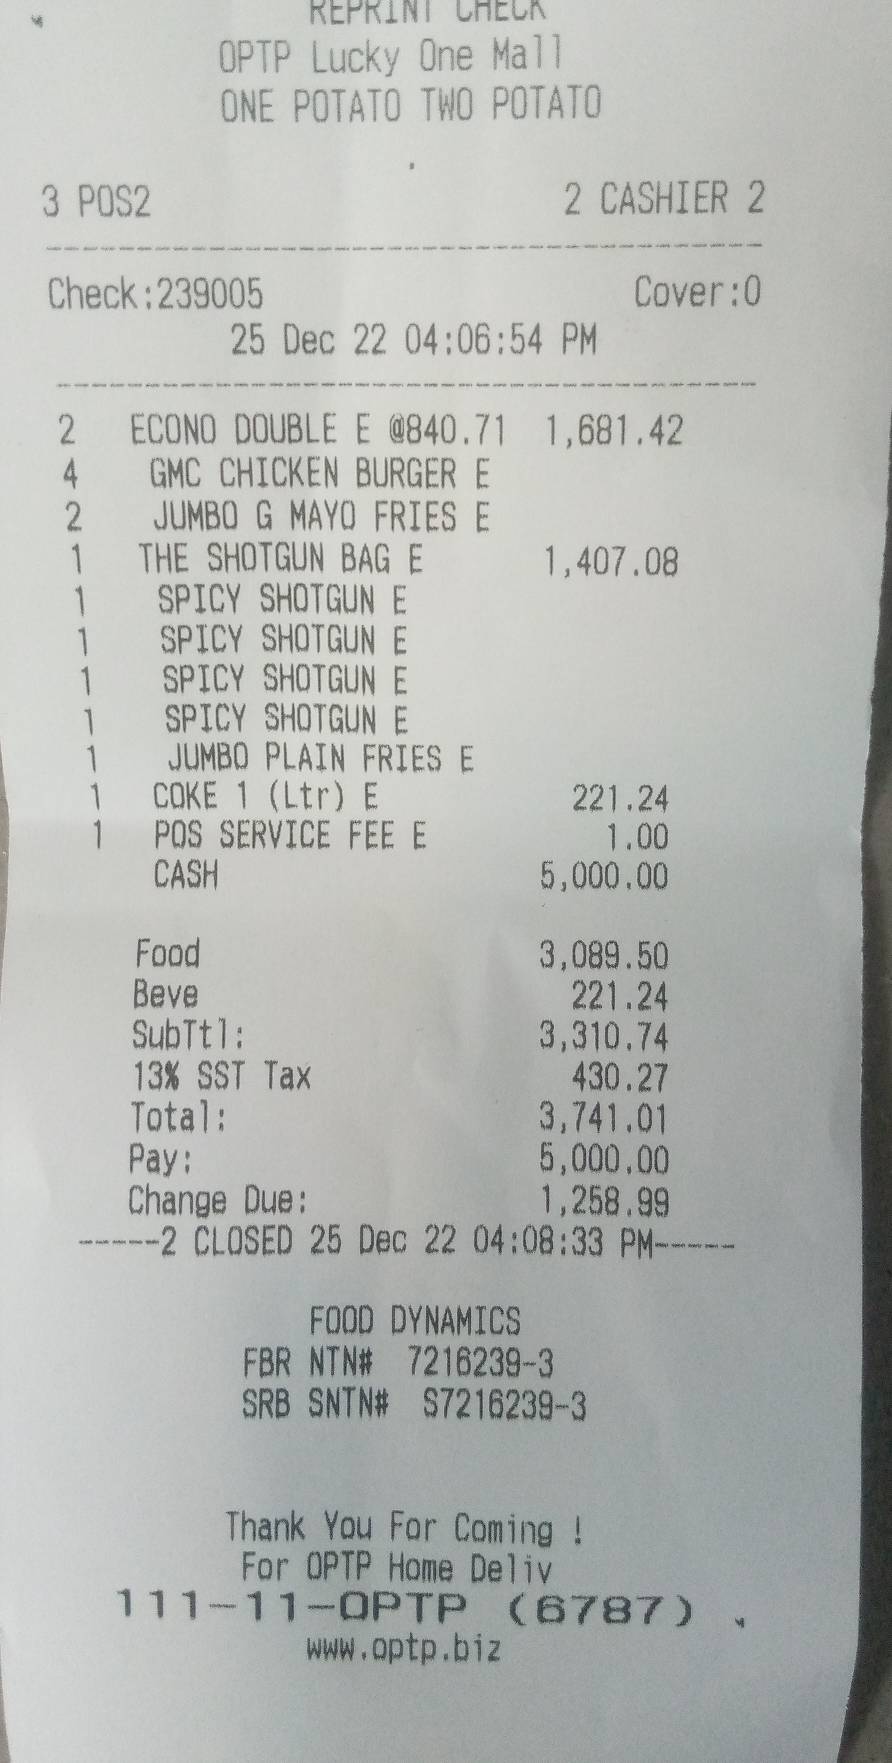 REPRINT CHECK
OPTP Lucky One Mall
ONE POTATO TWO POTATO
3 POS2 2 CASHIER 2
Check:239005 Cover:0
25 Dec 22 04:06:54 PM
2 ECONO DOUBLE E @840.71 1,681.42
4 GMC CHICKEN BURGER E
2 JUMBO G MAYO FRIES E
1 THE SHOTGUN BAG E 1,407.08
1 SPICY SHOTGUN E
1 SPICY SHOTGUN E
1 SPICY SHOTGUN E
1 SPICY SHOTGUN E
1 JUMBO PLAIN FRIES E
1 COKE 1 (Ltr) E 221.24
1 POS SERVICE FEE E 1.00
CASH 5,000.00
Food 3,089.50
Beve 221.24
SubTtl: 3,310.74
13% SST Tax 430.27
Total: 3,741.01
Pay: 5,000.00
Change Due: 1,258.99
-----2 CLOSED 25 Dec 22 04:08:33 PM-----
FOOD DYNAMICS
FBR NTN# 7216239-3
SRB SNTN# S7216239-3
Thank You For Coming !
For OPTP Home Deliv
111-11-OPTP (6787)
www.optp.biz